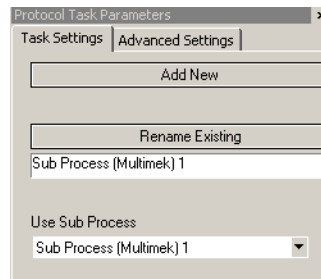 Protocol Task Parameters
Task Settings Advanced Settings
Add New
Rename Existing
Sub Process (Multimek) 1
Use Sub Process
Sub Process (Multimek) 1